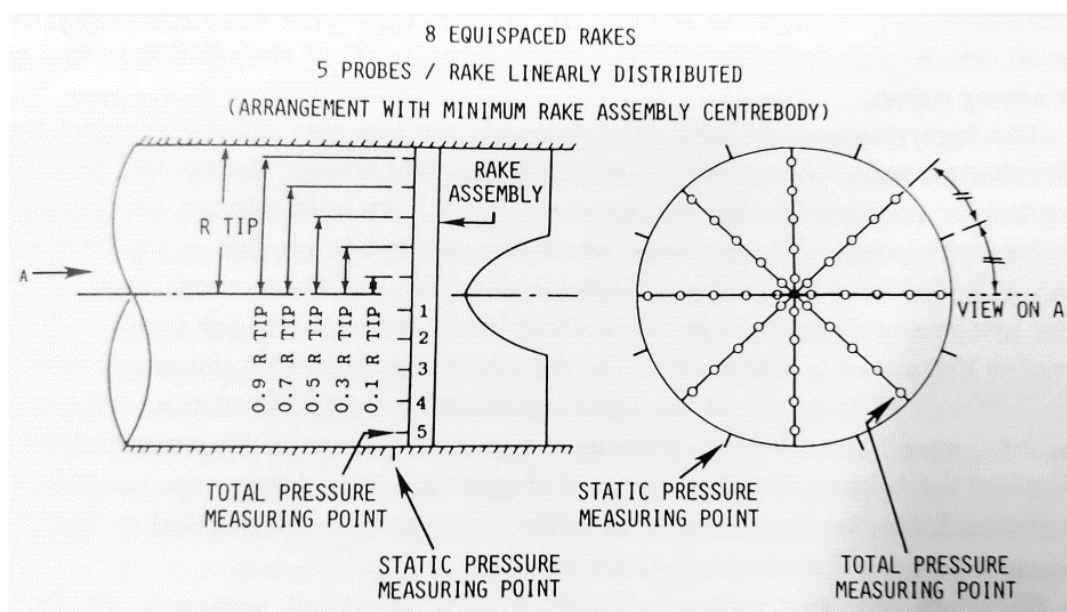 8 EQUISPACED RAKES
5 PROBES / RAKE LINEARLY DISTRIBUTED
(ARRANGEMENT WITH MINIMUM RAKE ASSEMBLY CENTREBODY)
RAKE
ASSEMBLY
R TIP
A
0.9 R TIP
0.7 R TIP
0.5 R TIP
0.3 R TIP
0.1 R TIP
1
2
3
4
5
VIEW ON A
TOTAL PRESSURE
MEASURING POINT
STATIC PRESSURE
MEASURING POINT
STATIC PRESSURE
MEASURING POINT
TOTAL PRESSURE
MEASURING POINT